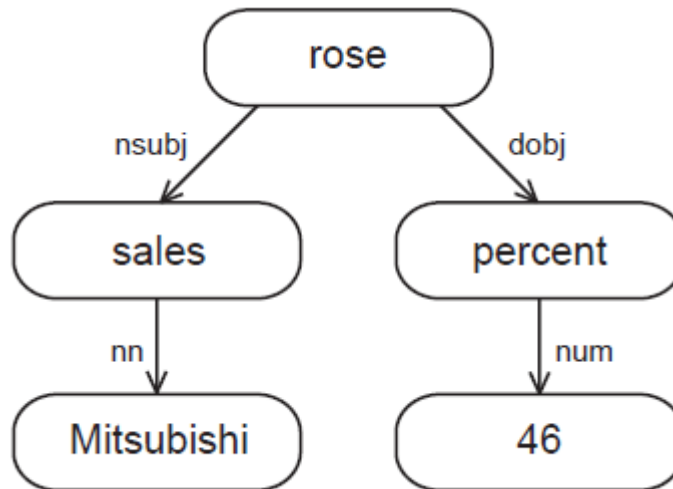 rose
nsubj dobj
sales percent
nn num
Mitsubishi 46